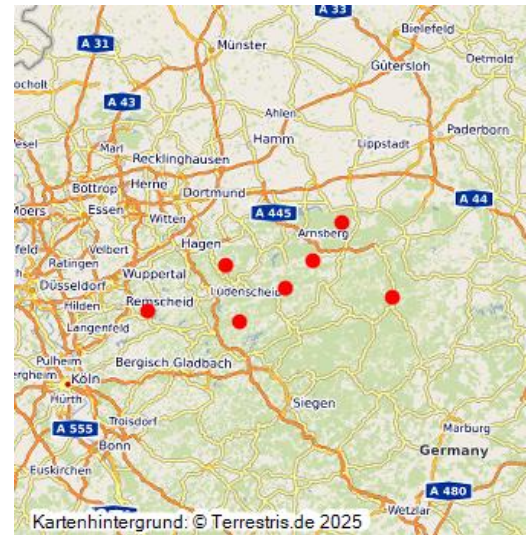 A 33
Bielefeld
A 31
Münster
Detmold
Gütersloh
ocholt
A 43
Ahlen
Paderborn
esel
Marl
Hamm
Lippstadt
Recklinghausen
Bottrop
Herne
Dortmund
A 44
Moers
Essen
Witten
A 445
Arnsberg
Velbert
Hagen
Ratingen
Wuppertal
Düsseldorf
Lüdenscheid
Hilden
Remscheid
Langenfeld
Pulheim
Bergisch Gladbach
ergheim
Köln
Hürth
Siegen
Troisdorf
Marburg
A 555
Bonn
Germany
Euskirchen
A 480
Wetzlar
Kartenhintergrund: © Terrestris.de 2025